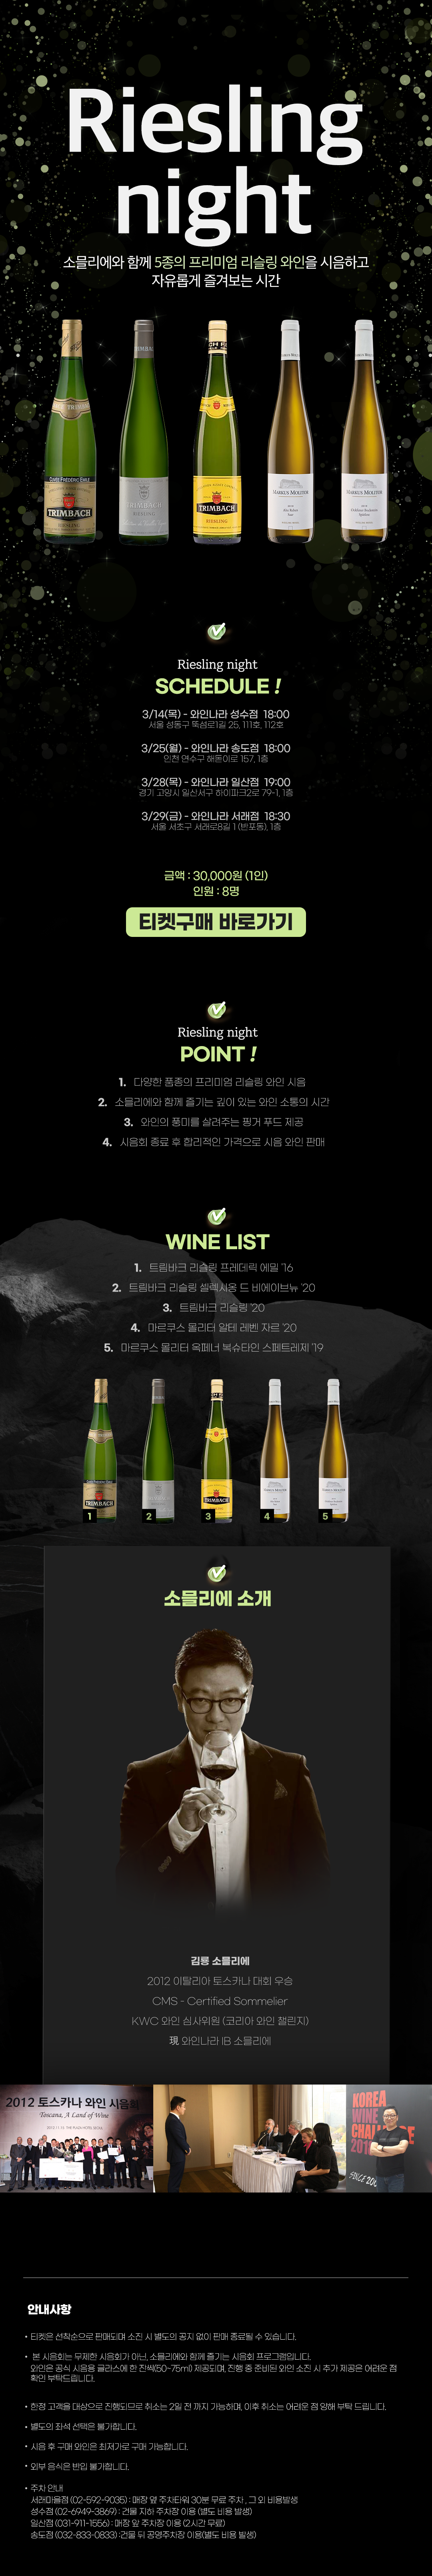 Riesling
night
소믈리에와 함께 5종의 프리미엄 리슬링 와인을 시음하고
자유롭게 즐겨보는 시간
CUVÉE FRÉDÉRIC EMILE
TRIMBACH
TRIMBACH
RIESLING
TRIMBACH
RIESLING
MARKUS MOLITOR
MARKUS MOLITOR
Riesling night
SCHEDULE !
3/14(목) - 와인나라 성수점 18:00
서울 성동구 뚝섬로1길 25, 111호, 112호
3/25(월) - 와인나라 송도점 18:00
인천 연수구 해돋이로 157, 1층
3/28(목) - 와인나라 일산점 19:00
경기 고양시 일산서구 하이파크2로 79-1, 1층
3/29(금) - 와인나라 서래점 18:30
서울 서초구 서래로8길 1 (반포동), 1층
금액 : 30,000원 (1인)
인원 : 8명
티켓구매 바로가기
Riesling night
POINT !
1. 다양한 품종의 프리미엄 리슬링 와인 시음
2. 소믈리에와 함께 즐기는 깊이 있는 와인 소통의 시간
3. 와인의 풍미를 살려주는 핑거 푸드 제공
4. 시음회 종료 후 합리적인 가격으로 시음 와인 판매
WINE LIST
1. 트림바크 리슬링 프레데릭 에밀 '16
2. 트림바크 리슬링 셀렉시옹 드 비에이브뉴 '20
3. 트림바크 리슬링 '20
4. 마르쿠스 몰리터 알테 레벤 자르 '20
5. 마르쿠스 몰리터 옥페너 복슈타인 스페트레제 '19
TRIMBACH
TRIMBACH
1 2 3 4 5
소믈리에 소개
김룡 소믈리에
2012 이탈리아 토스카나 대회 우승
CMS - Certified Sommelier
KWC 와인 심사위원 (코리아 와인 챌린지)
現 와인나라 IB 소믈리에
2012 토스카나 와인 시음회
Toscana, A Land of Wine
KOREA
WINE
SINCE 200
안내사항
• 티켓은 선착순으로 판매되며 소진 시 별도의 공지 없이 판매 종료될 수 있습니다.
• 본 시음회는 무제한 시음회가 아닌, 소믈리에와 함께 즐기는 시음회 프로그램입니다.
와인은 공식 시음용 글라스에 한 잔씩(50~75ml) 제공되며, 진행 중 준비된 와인 소진 시 추가 제공은 어려운 점
확인 부탁드립니다.
• 한정 고객을 대상으로 진행되므로 취소는 2일 전 까지 가능하며, 이후 취소는 어려운 점 양해 부탁 드립니다.
• 별도의 좌석 선택은 불가합니다.
• 시음 후 구매 와인은 최저가로 구매 가능합니다.
• 외부 음식은 반입 불가합니다.
• 주차 안내
서래마을점 (02-592-9035) : 매장 옆 주차타워 30분 무료 주차 , 그 외 비용발생
성수점 (02-6949-3869) : 건물 지하 주차장 이용 (별도 비용 발생)
일산점 (031-911-1556) : 매장 앞 주차장 이용 (2시간 무료)
송도점 (032-833-0833) :건물 뒤 공영주차장 이용(별도 비용 발생)